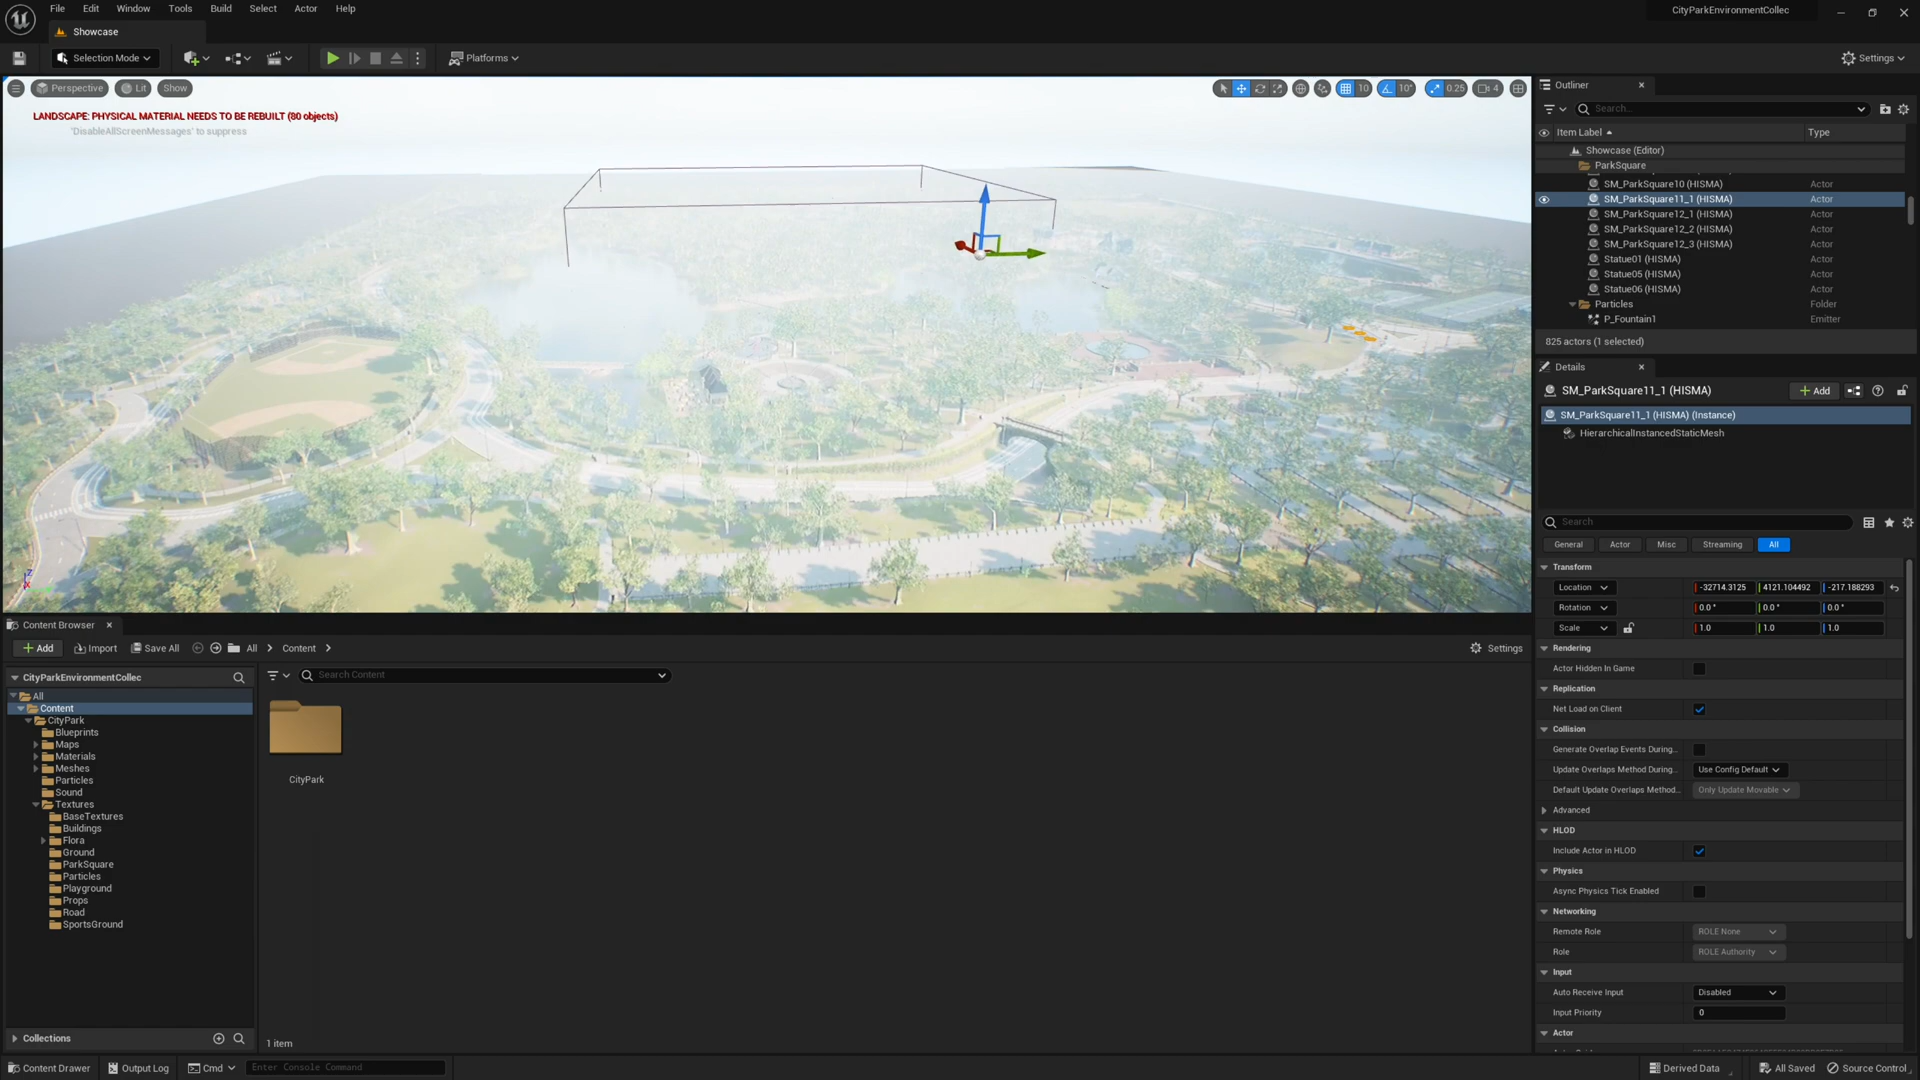 File Edit Window Tools Build Select Actor Help
CityParkEnvironmentCollec
Showcase
Selection Mode
Platforms
Settings
Perspective Lit Show
10 10° 0.25 4
LANDSCAPE: PHYSICAL MATERIAL NEEDS TO BE REBUILT (80 objects)
'DisableAllScreenMessages' to suppress
Outliner
Search...
Item Label Type
Showcase (Editor)
ParkSquare
SM_ParkSquare10 (HISMA) Actor
SM_ParkSquare11_1 (HISMA) Actor
SM_ParkSquare12_1 (HISMA) Actor
SM_ParkSquare12_2 (HISMA) Actor
SM_ParkSquare12_3 (HISMA) Actor
Statue01 (HISMA) Actor
Statue05 (HISMA) Actor
Statue06 (HISMA) Actor
Particles Folder
P_Fountain1 Emitter
825 actors (1 selected)
Details
SM_ParkSquare11_1 (HISMA)
Add
SM_ParkSquare11_1 (HISMA) (Instance)
HierarchicalInstancedStaticMesh
Search
General Actor Misc Streaming All
Transform
Location -32714.3125 4121.104492 -217.188293
Rotation 0.0° 0.0° 0.0°
Scale 1.0 1.0 1.0
Rendering
Actor Hidden In Game
Replication
Net Load on Client
Collision
Generate Overlap Events During...
Update Overlaps Method During... Use Config Default
Default Update Overlaps Method... Only Update Movable
Advanced
HLOD
Include Actor in HLOD
Physics
Async Physics Tick Enabled
Networking
Remote Role ROLE None
Role ROLE Authority
Input
Auto Receive Input Disabled
Input Priority 0
Actor
Content Browser
Add Import Save All All Content
Settings
CityParkEnvironmentCollec
Search Content
All
Content
CityPark
Blueprints
Maps
Materials
Meshes
Particles
Sound
Textures
BaseTextures
Buildings
Flora
Ground
ParkSquare
Particles
Playground
Props
Road
SportsGround
CityPark
Collections
1 item
Content Drawer Output Log Cmd Enter Console Command
Derived Data All Saved Source Control